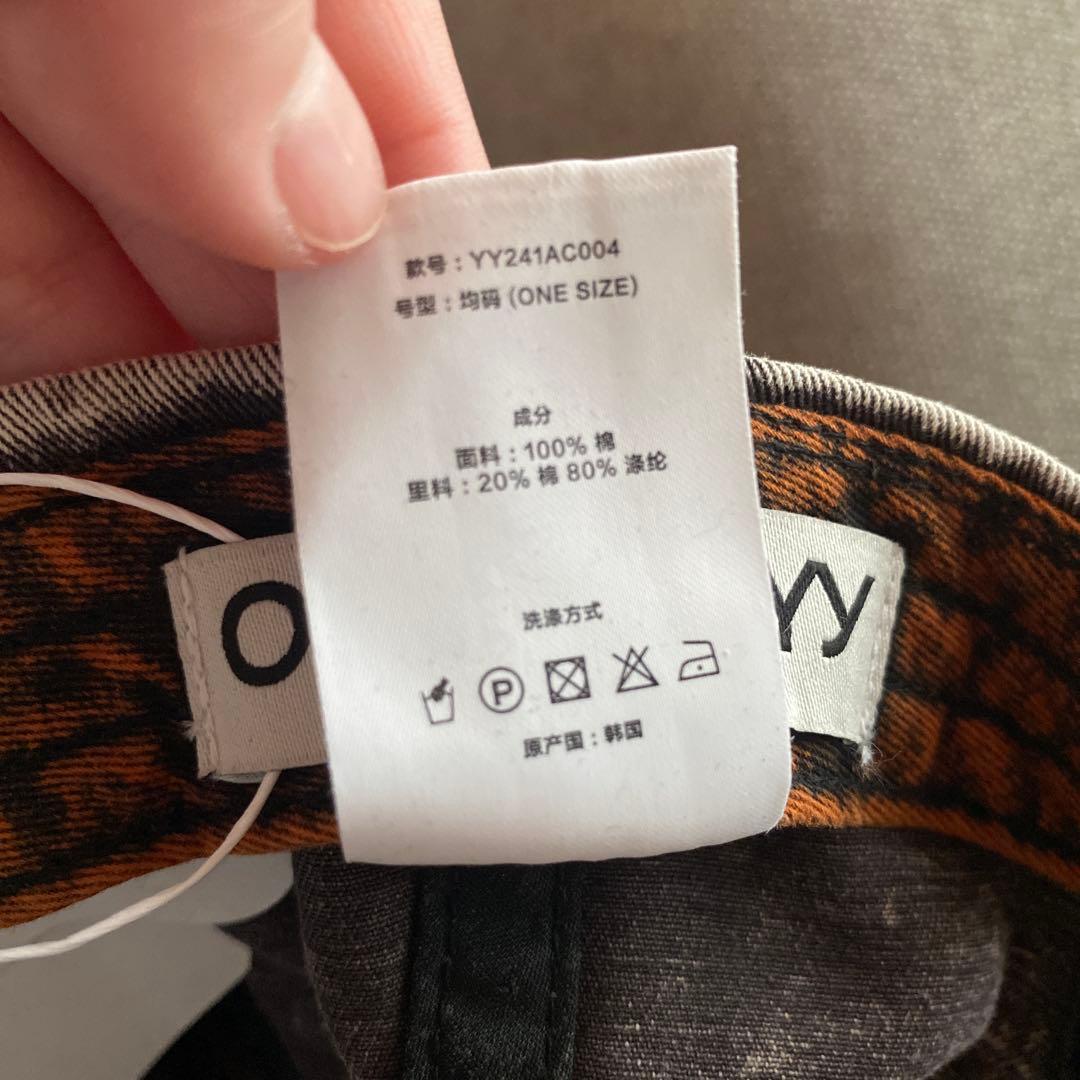 款号：YY241AC004
号型：均码 (ONE SIZE)
成分
面料：100% 棉
里料：20% 棉 80% 涤纶
洗涤方式
P
原产国：韩国